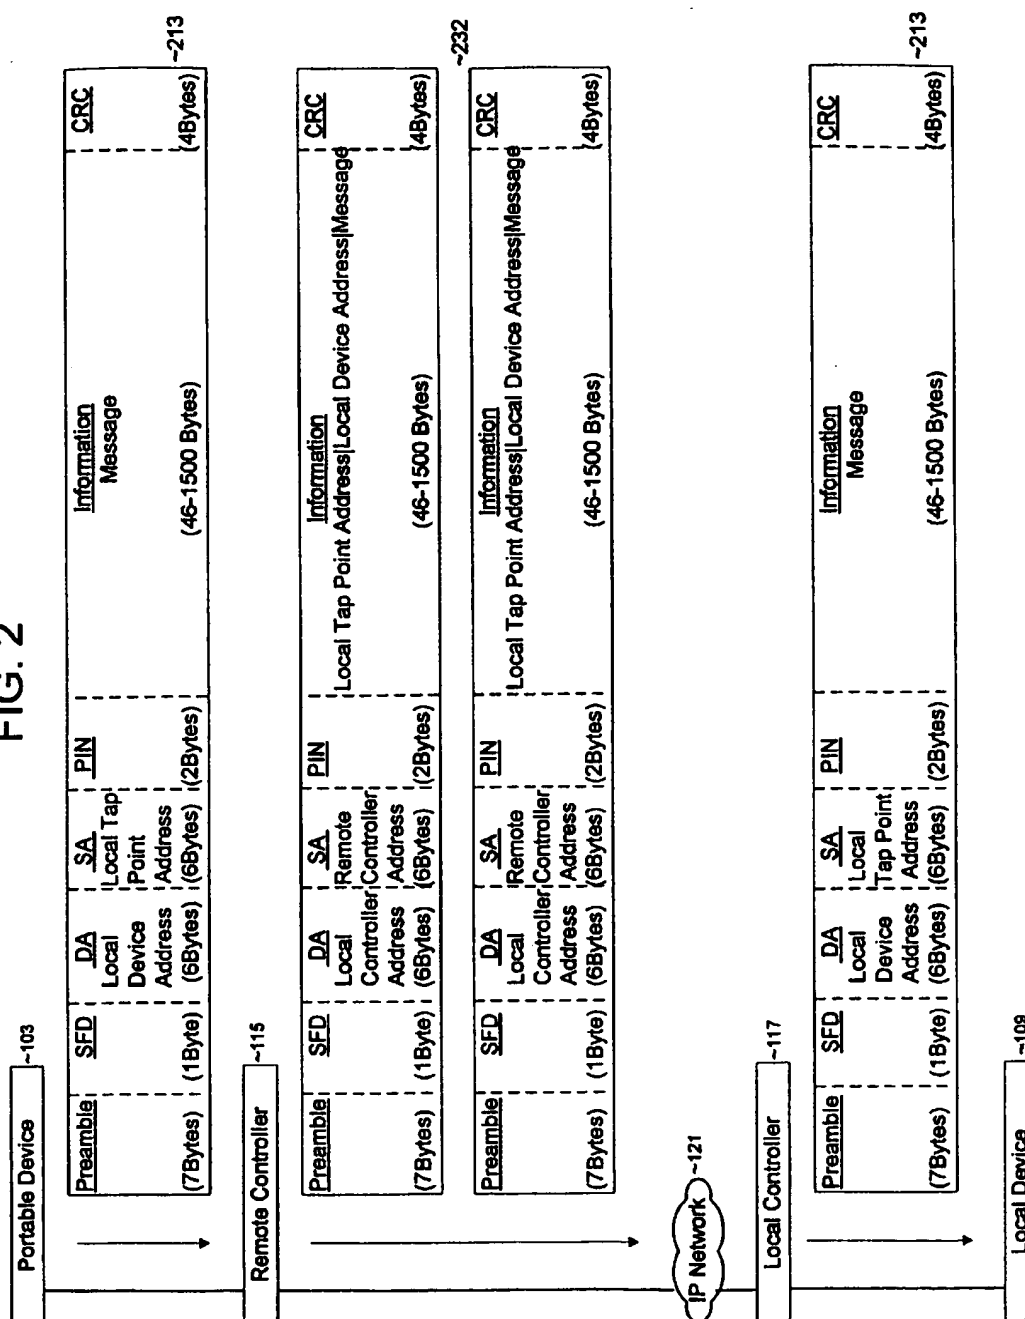 FIG. 2
Portable Device ~103
Preamble
(7Bytes)
SFD
(1Byte)
DA
Local
Device
Address
(6Bytes)
SA
Local Tap
Point
Address
(6Bytes)
PIN
(2Bytes)
Information
Message
(46-1500 Bytes)
CRC
(4Bytes)
~213
Remote Controller ~115
Preamble
(7Bytes)
SFD
(1Byte)
DA
Local
Controller
Address
(6Bytes)
SA
Remote
Controller
Address
(6Bytes)
PIN
(2Bytes)
Information
Local Tap Point Address|Local Device Address|Message
(46-1500 Bytes)
CRC
(4Bytes)
~232
Preamble
(7Bytes)
SFD
(1Byte)
DA
Local
Controller
Address
(6Bytes)
SA
Remote
Controller
Address
(6Bytes)
PIN
(2Bytes)
Information
Local Tap Point Address|Local Device Address|Message
(46-1500 Bytes)
CRC
(4Bytes)
IP Network ~121
Local Controller ~117
Preamble
(7Bytes)
SFD
(1Byte)
DA
Local
Device
Address
(6Bytes)
SA
Local
Tap Point
Address
(6Bytes)
PIN
(2Bytes)
Information
Message
(46-1500 Bytes)
CRC
(4Bytes)
~213
Local Device ~109